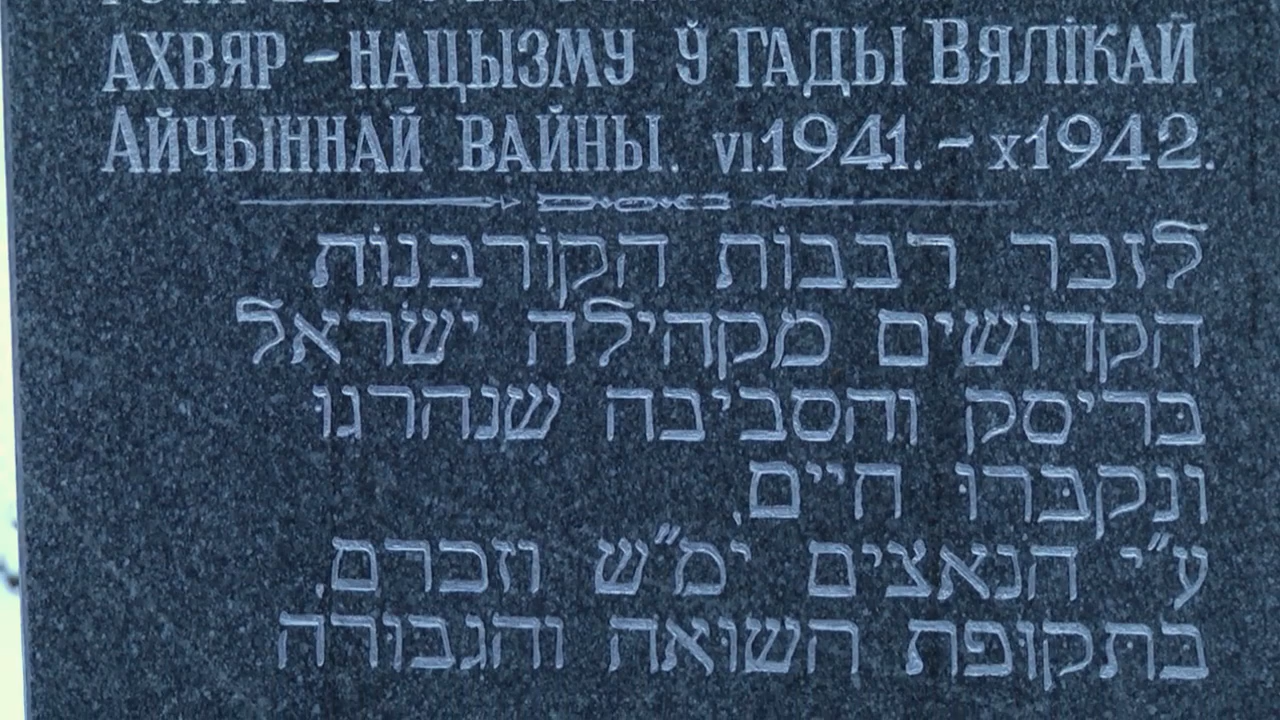 АХВЯР - НАЦЫЗМУ Ў ГАДЫ ВЯЛІКАЙ
АЙЧЫННАЙ ВАЙНЫ. VI.1941. - X1942.
לזכר רבבות הקורבנות
הקדושים מקהילה ישראל
בריסק והסביבה שנהרגו
ונקברו חיים,
ע״י הנאצים ימ״ש וזכרם,
בתקופת השואה והגבורה